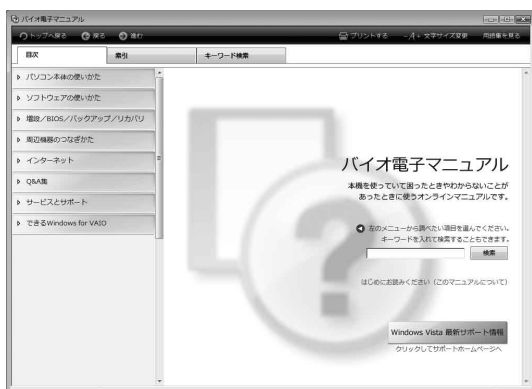 バイオ電子マニュアル
トップへ戻る 戻る 進む プリントする -A+ 文字サイズ変更 用語集を見る
目次 索引 キーワード検索
パソコン本体の使いかた
ソフトウェアの使いかた
増設/BIOS/バックアップ/リカバリ
周辺機器のつなぎかた
インターネット
Q&A集
サービスとサポート
できるWindows for VAIO
バイオ電子マニュアル
本機を使っていて困ったときやわからないことが
あったときに使うオンラインマニュアルです。
左のメニューから調べたい項目を選んでください。
キーワードを入れて検索することもできます。
検索
はじめにお読みください(このマニュアルについて)
Windows Vista 最新サポート情報
クリックしてサポートホームページへ